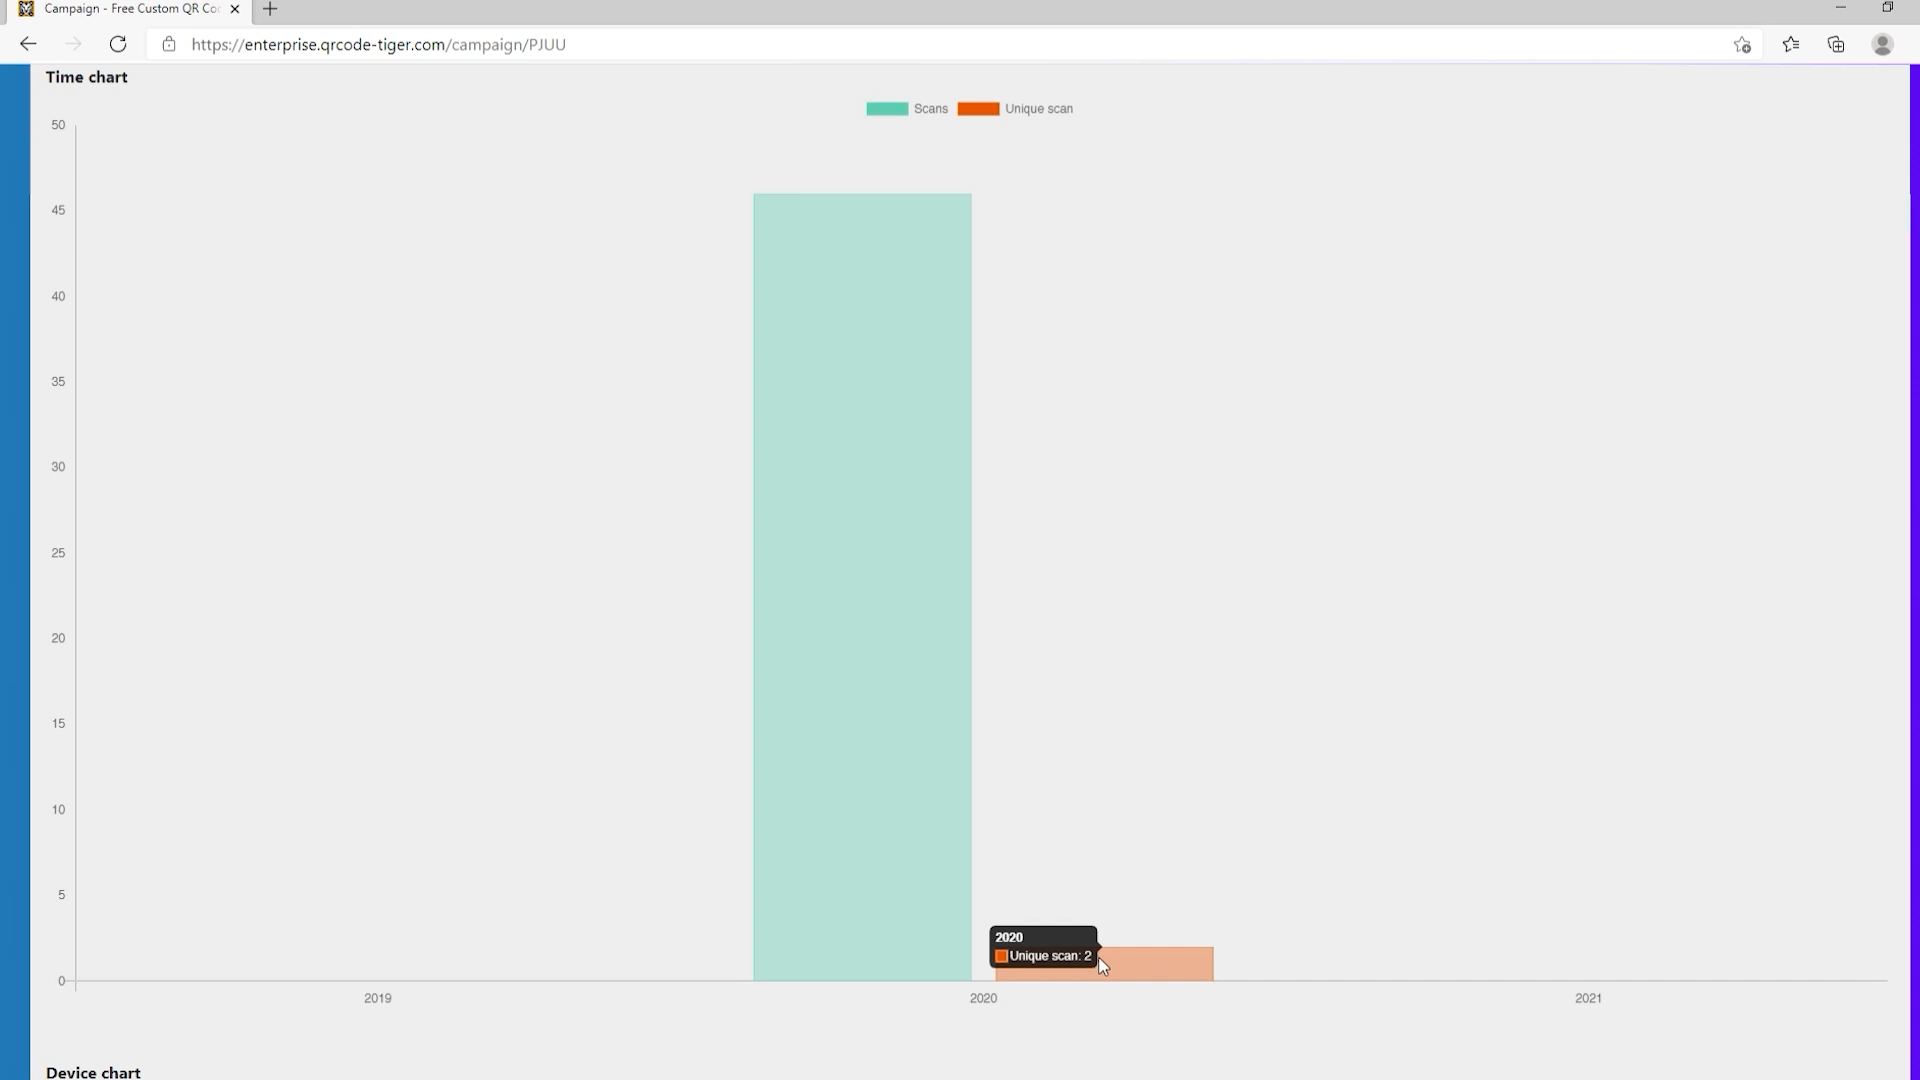 Campaign - Free Custom QR Co
https://enterprise.qrcode-tiger.com/campaign/PJUU
Time chart
Scans Unique scan
50
45
40
35
30
25
20
15
10
5
0
2020
Unique scan: 2
2019 2020 2021
Device chart